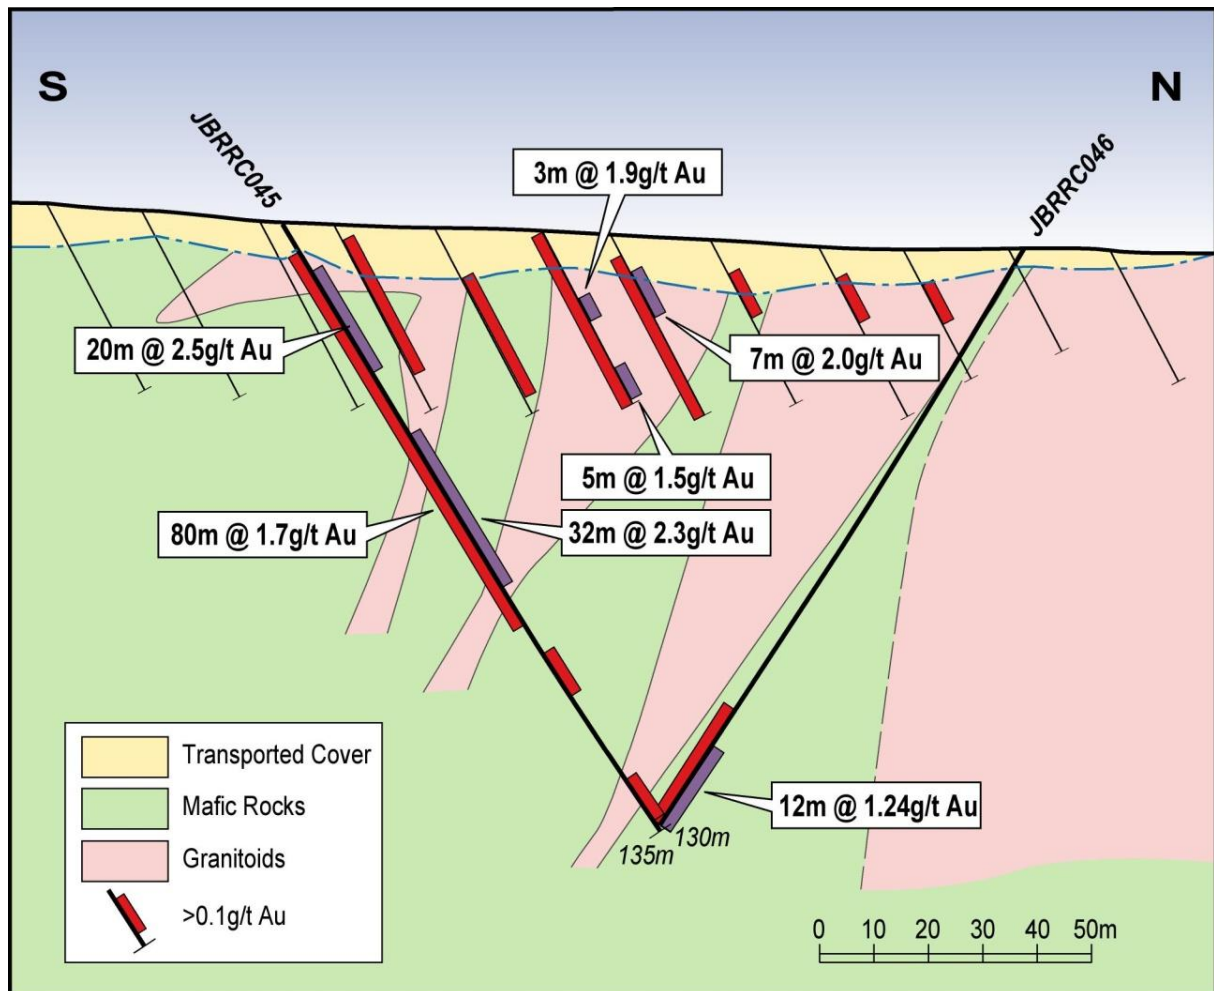 S
N
JBRRC045
JBRRC046
3m @ 1.9g/t Au
20m @ 2.5g/t Au
7m @ 2.0g/t Au
5m @ 1.5g/t Au
80m @ 1.7g/t Au
32m @ 2.3g/t Au
12m @ 1.24g/t Au
130m
135m
Transported Cover
Mafic Rocks
Granitoids
>0.1g/t Au
0 10 20 30 40 50m